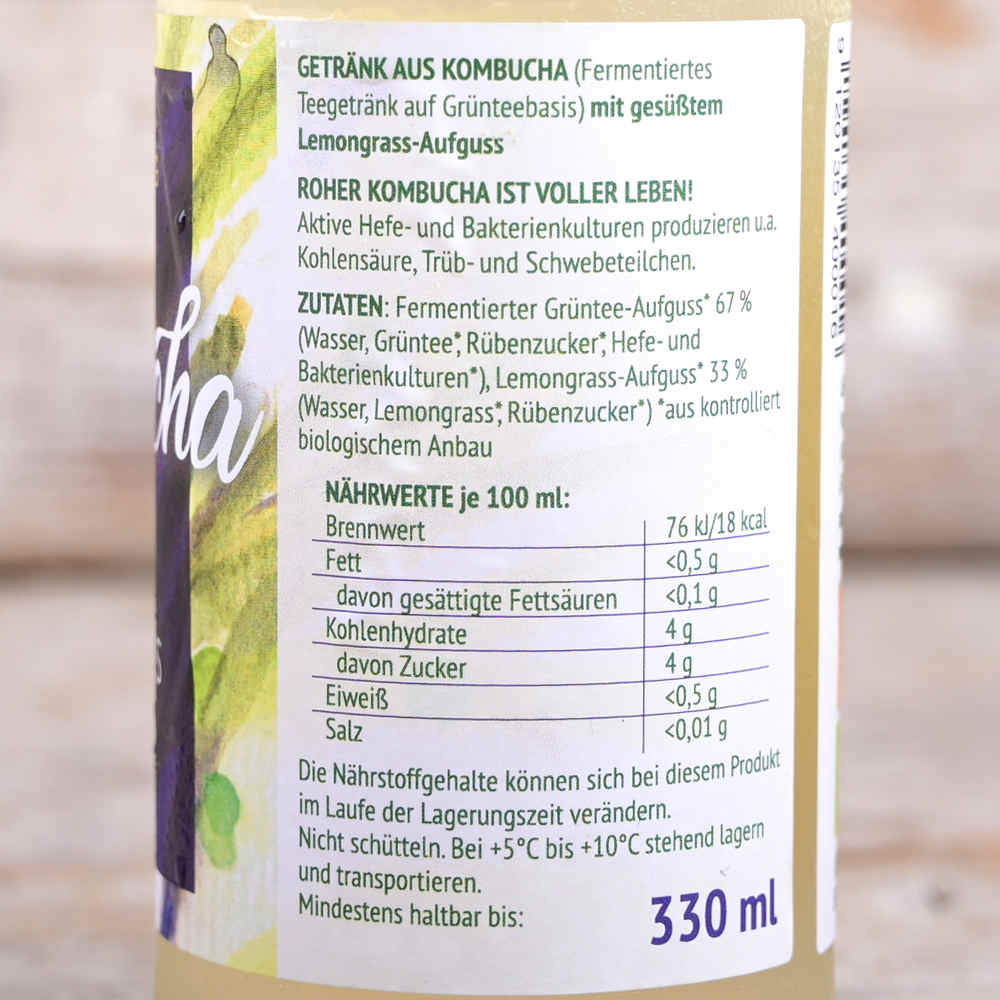 GETRÄNK AUS KOMBUCHA (Fermentiertes
Teegetränk auf Grünteebasis) mit gesüßtem
Lemongrass-Aufguss
ROHER KOMBUCHA IST VOLLER LEBEN!
Aktive Hefe- und Bakterienkulturen produzieren u.a.
Kohlensäure, Trüb- und Schwebeteilchen.
ZUTATEN: Fermentierter Grüntee-Aufguss* 67 %
(Wasser, Grüntee*, Rübenzucker*, Hefe- und
Bakterienkulturen*), Lemongrass-Aufguss* 33 %
(Wasser, Lemongrass*, Rübenzucker*) *aus kontrolliert
biologischem Anbau
NÄHRWERTE je 100 ml:
Brennwert 76 kJ/18 kcal
Fett <0,5 g
davon gesättigte Fettsäuren <0,1 g
Kohlenhydrate 4 g
davon Zucker 4 g
Eiweiß <0,5 g
Salz <0,01 g
Die Nährstoffgehalte können sich bei diesem Produkt
im Laufe der Lagerungszeit verändern.
Nicht schütteln. Bei +5°C bis +10°C stehend lagern
und transportieren.
Mindestens haltbar bis:
330 ml
cha